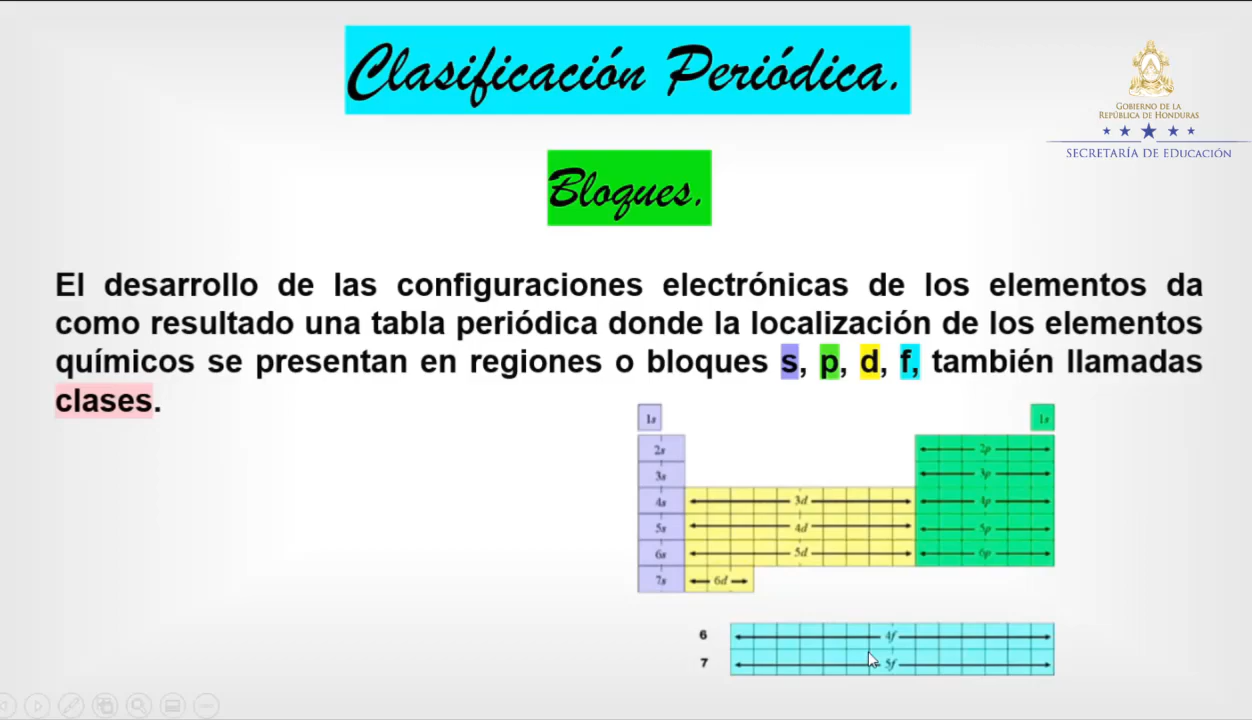 Clasificación Periódica.
GOBIERNO DE LA
REPÚBLICA DE HONDURAS
SECRETARÍA DE EDUCACIÓN
Bloques.
El desarrollo de las configuraciones electrónicas de los elementos da
como resultado una tabla periódica donde la localización de los elementos
químicos se presentan en regiones o bloques s, p, d, f, también llamadas
clases.
1s 1s
2s 2p
3s 3p
4s 3d 4p
5s 4d 5p
6s 5d 6p
7s 6d
6 4f
7 5f